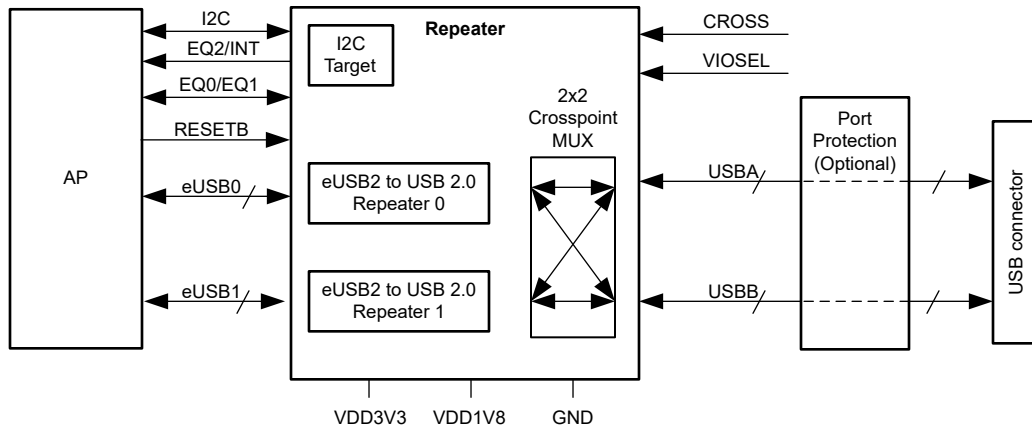 I2C
EQ2/INT
EQ0/EQ1
RESETB
AP
eUSB0
eUSB1
Repeater
I2C
Target
2x2
Crosspoint
MUX
eUSB2 to USB 2.0
Repeater 0
eUSB2 to USB 2.0
Repeater 1
CROSS
VIOSEL
USBA
USBB
Port
Protection
(Optional)
USB connector
VDD3V3
VDD1V8
GND